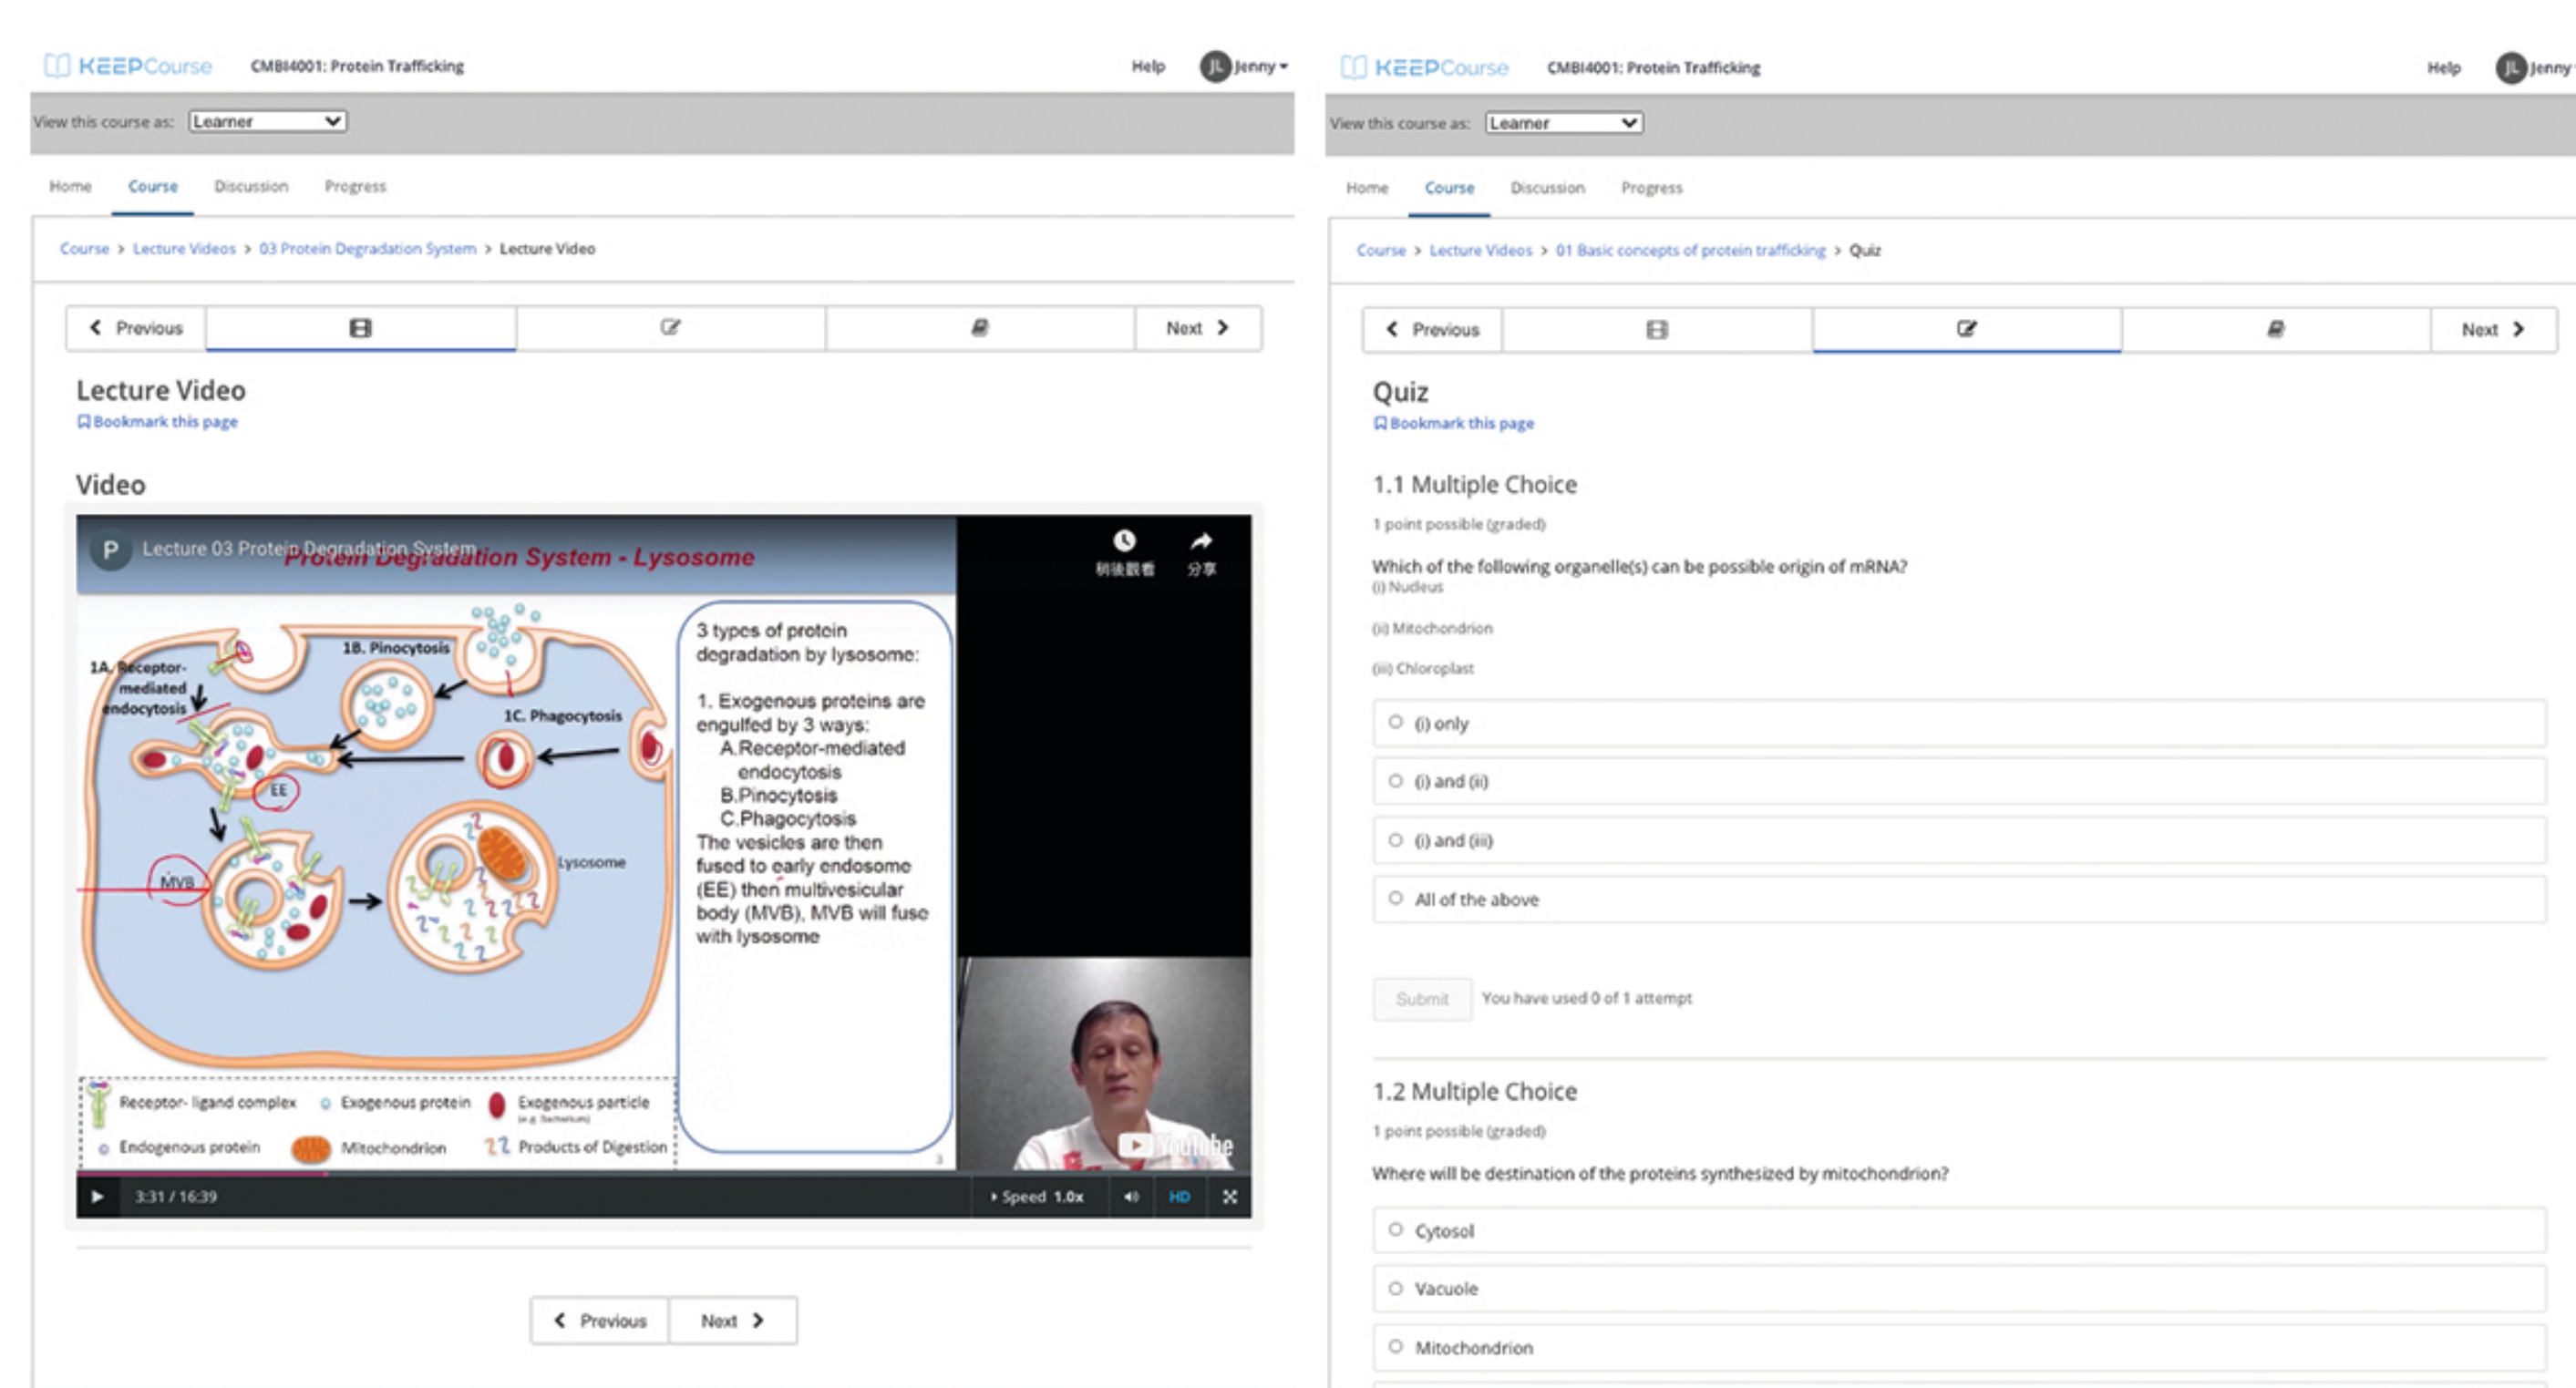 KEEPCourse
CMBI4001: Protein Trafficking
Help
JL Jenny
View this course as: Learner
Home Course Discussion Progress
Course > Lecture Videos > 03 Protein Degradation System > Lecture Video
Previous
Next
Lecture Video
Bookmark this page
Video
P Lecture 03 Protein Degradation System
Protein Degradation System - Lysosome
稍後觀看
分享
1A. Receptor-
mediated
endocytosis
1B. Pinocytosis
1C. Phagocytosis
EE
MVB
Lysosome
3 types of protein
degradation by lysosome:
1. Exogenous proteins are
engulfed by 3 ways:
A.Receptor-mediated
endocytosis
B.Pinocytosis
C.Phagocytosis
The vesicles are then
fused to early endosome
(EE) then multivesicular
body (MVB), MVB will fuse
with lysosome
Receptor- ligand complex
Exogenous protein
Exogenous particle
(e.g. bacterium)
Endogenous protein
Mitochondrion
Products of Digestion
3
YouTube
3:31 / 16:39
Speed 1.0x
HD
Previous
Next
KEEPCourse
CMBI4001: Protein Trafficking
Help
JL Jenny
View this course as: Learner
Home Course Discussion Progress
Course > Lecture Videos > 01 Basic concepts of protein trafficking > Quiz
Previous
Next
Quiz
Bookmark this page
1.1 Multiple Choice
1 point possible (graded)
Which of the following organelle(s) can be possible origin of mRNA?
(i) Nucleus
(ii) Mitochondrion
(iii) Chloroplast
(i) only
(i) and (ii)
(i) and (iii)
All of the above
Submit
You have used 0 of 1 attempt
1.2 Multiple Choice
1 point possible (graded)
Where will be destination of the proteins synthesized by mitochondrion?
Cytosol
Vacuole
Mitochondrion